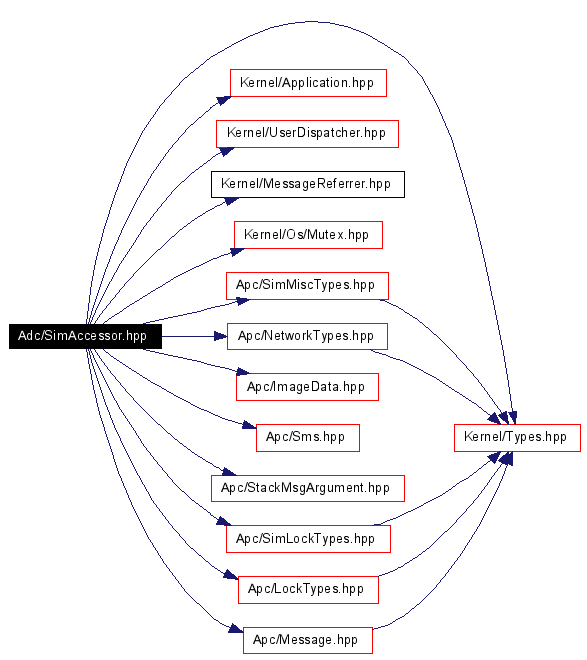 Kernel/Application.hpp
Kernel/UserDispatcher.hpp
Kernel/MessageReferrer.hpp
Kernel/Os/Mutex.hpp
Apc/SimMiscTypes.hpp
Adc/SimAccessor.hpp
Apc/NetworkTypes.hpp
Apc/ImageData.hpp
Apc/Sms.hpp
Kernel/Types.hpp
Apc/StackMsgArgument.hpp
Apc/SimLockTypes.hpp
Apc/LockTypes.hpp
Apc/Message.hpp